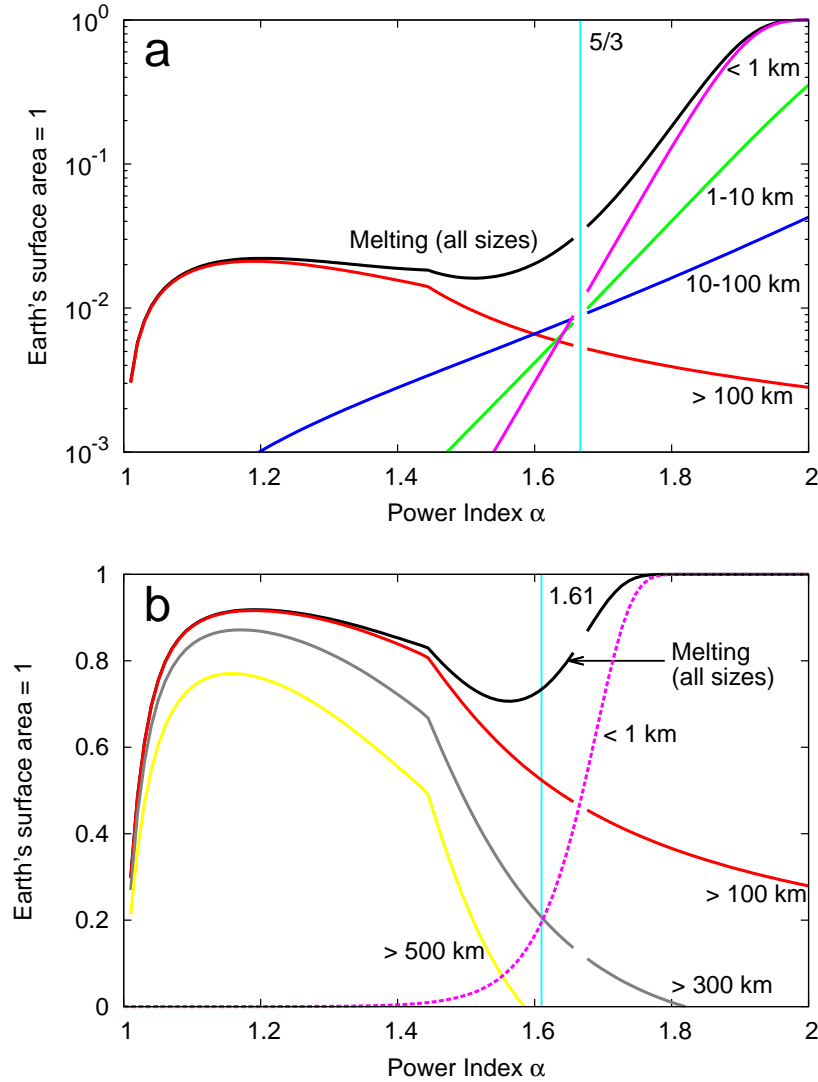 a
10^0
10^-1
10^-2
10^-3
Earth's surface area = 1
5/3
< 1 km
1-10 km
Melting (all sizes)
10-100 km
> 100 km
1
1.2
1.4
1.6
1.8
2
Power Index α
b
1
0.8
0.6
0.4
0.2
0
Earth's surface area = 1
1.61
Melting
(all sizes)
< 1 km
> 100 km
> 500 km
> 300 km
1
1.2
1.4
1.6
1.8
2
Power Index α